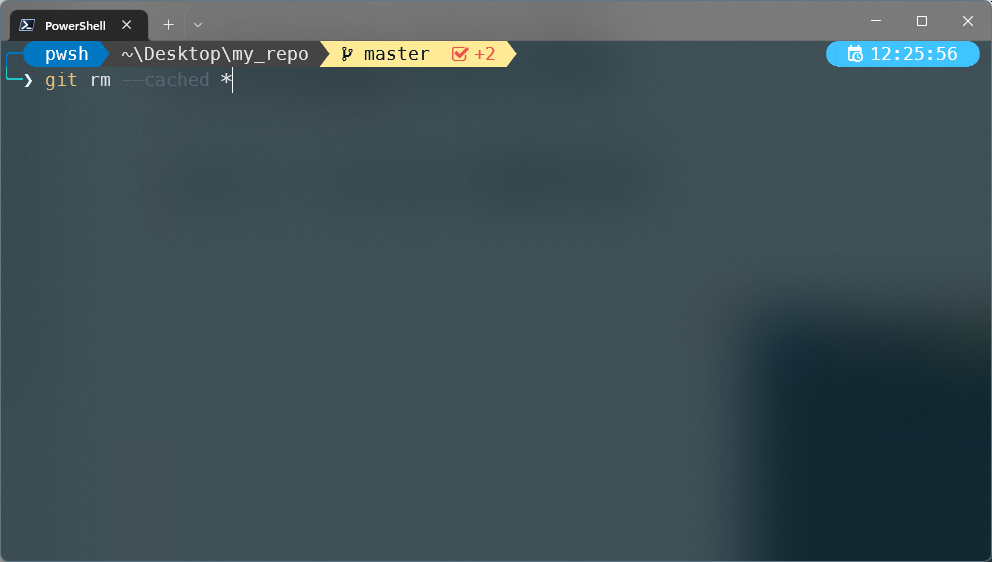 PowerShell
pwsh ~\Desktop\my_repo master +2 12:25:56
❯ git rm --cached *